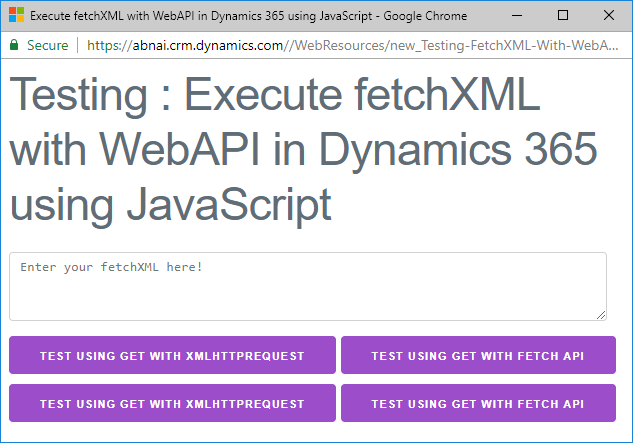 Execute fetchXML with WebAPI in Dynamics 365 using JavaScript - Google Chrome
Secure https://abnai.crm.dynamics.com//WebResources/new_Testing-FetchXML-With-WebA...
Testing : Execute fetchXML
with WebAPI in Dynamics 365
using JavaScript
Enter your fetchXML here!
TEST USING GET WITH XMLHTTPREQUEST TEST USING GET WITH FETCH API
TEST USING GET WITH XMLHTTPREQUEST TEST USING GET WITH FETCH API